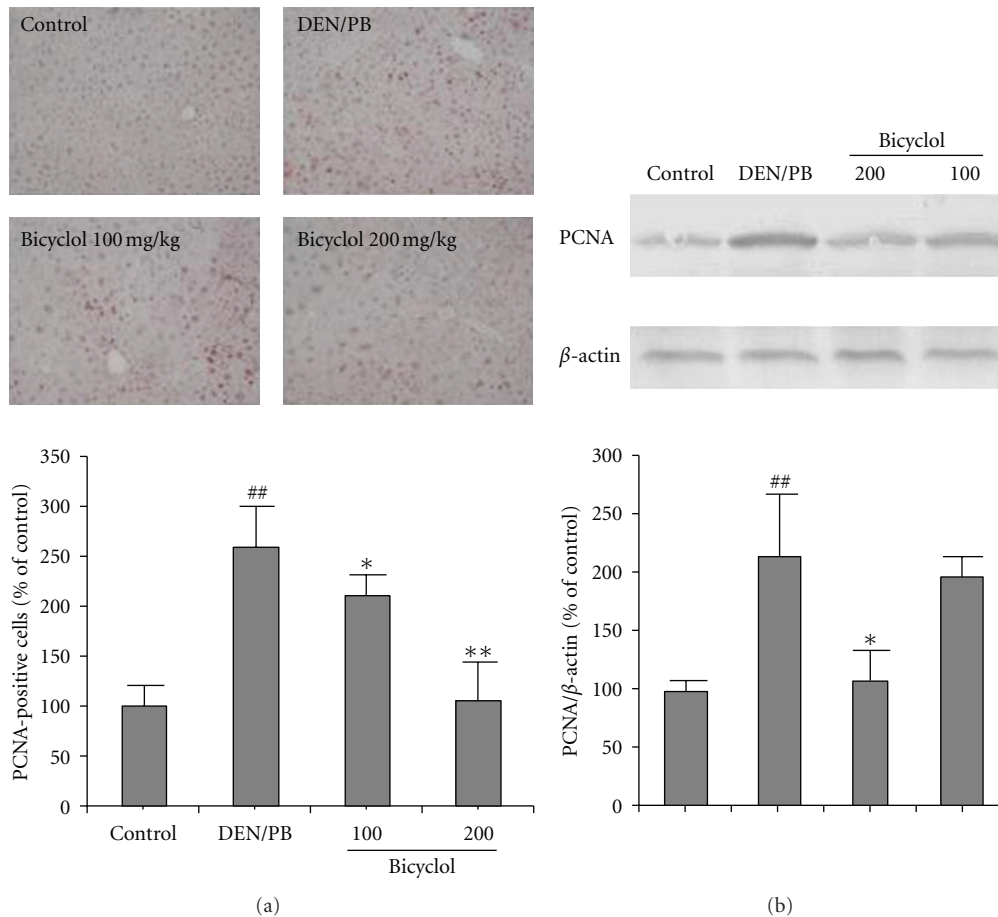 Control
DEN/PB
Bicyclol 100 mg/kg
Bicyclol 200 mg/kg
350
300
250
200
150
100
50
0
PCNA-positive cells (% of control)
##
*
**
Control
DEN/PB
100
200
Bicyclol
(a)
Bicyclol
Control
DEN/PB
200
100
PCNA
β-actin
300
250
200
150
100
50
0
PCNA/β-actin (% of control)
##
*
(b)